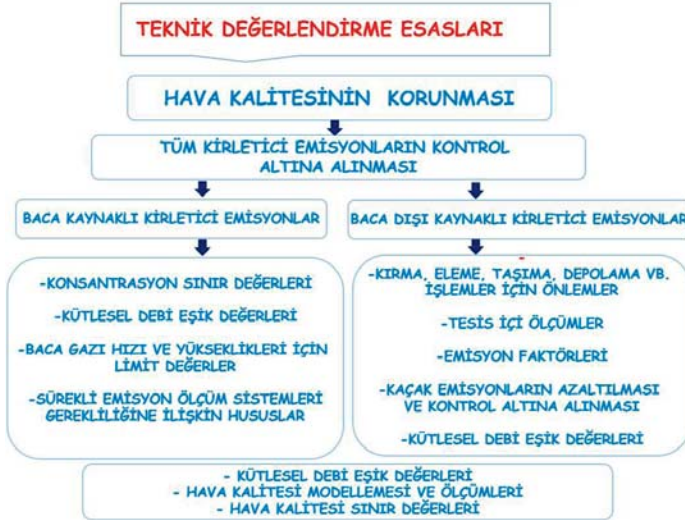 TEKNİK DEĞERLENDİRME ESASLARI
HAVA KALİTESİNİN KORUNMASI
TÜM KİRLETİCİ EMİSYONLARIN KONTROL
ALTINA ALINMASI
BACA KAYNAKLI KİRLETİCİ EMİSYONLAR
-KONSANTRASYON SINIR DEĞERLERİ
-KÜTLESEL DEBİ EŞİK DEĞERLERİ
-BACA GAZI HIZI VE YÜKSEKLİKLERİ İÇİN
LİMİT DEĞERLER
-SÜREKLİ EMİSYON ÖLÇÜM SİSTEMLERİ
GEREKLİLİĞİNE İLİŞKİN HUSUSLAR
BACA DIŞI KAYNAKLI KİRLETİCİ EMİSYONLAR
-KIRMA, ELEME, TAŞIMA, DEPOLAMA VB.
İŞLEMLER İÇİN ÖNLEMLER
-TESİS İÇİ ÖLÇÜMLER
-EMİSYON FAKTÖRLERİ
-KAÇAK EMİSYONLARIN AZALTILMASI
VE KONTROL ALTINA ALINMASI
-KÜTLESEL DEBİ EŞİK DEĞERLERİ
- KÜTLESEL DEBİ EŞİK DEĞERLERİ
- HAVA KALİTESİ MODELLEMESİ VE ÖLÇÜMLERİ
- HAVA KALİTESİ SINIR DEĞERLERİ